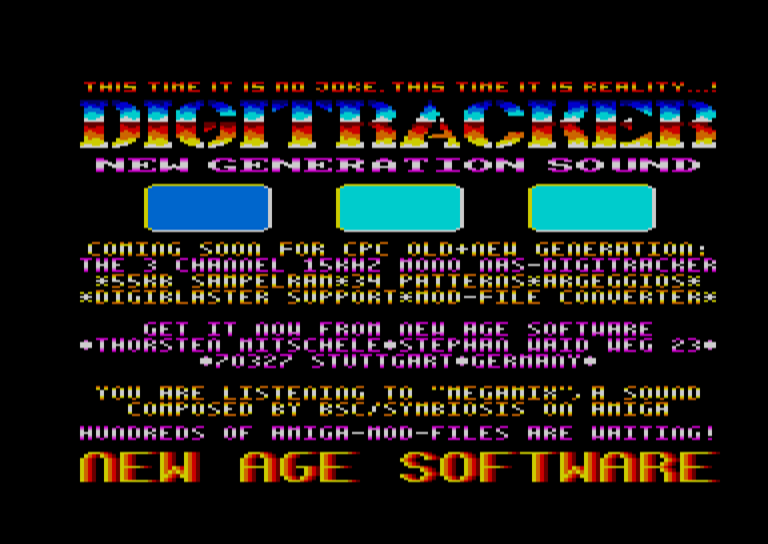 THIS TIME IT IS NO JOKE. THIS TIME IT IS REALITY...!
DIGITRACKER
NEW GENERATION SOUND
COMING SOON FOR CPC OLD+NEW GENERATION:
THE 3 CHANNEL 15KHZ MONO NAS-DIGITRACKER
*55KB SAMPELRAM*34 PATTERNS*ARGEGGIOS*
*DIGIBLASTER SUPPORT*MOD-FILE CONVERTER*
GET IT NOW FROM NEW AGE SOFTWARE
●THORSTEN MITSCHELE●STEPHAN WAID WEG 23●
●70327 STUTTGART●GERMANY●
YOU ARE LISTENING TO "MEGAMIX", A SOUND
COMPOSED BY BSC/SYMBIOSIS ON AMIGA
HUNDREDS OF AMIGA-MOD-FILES ARE WAITING!
NEW AGE SOFTWARE